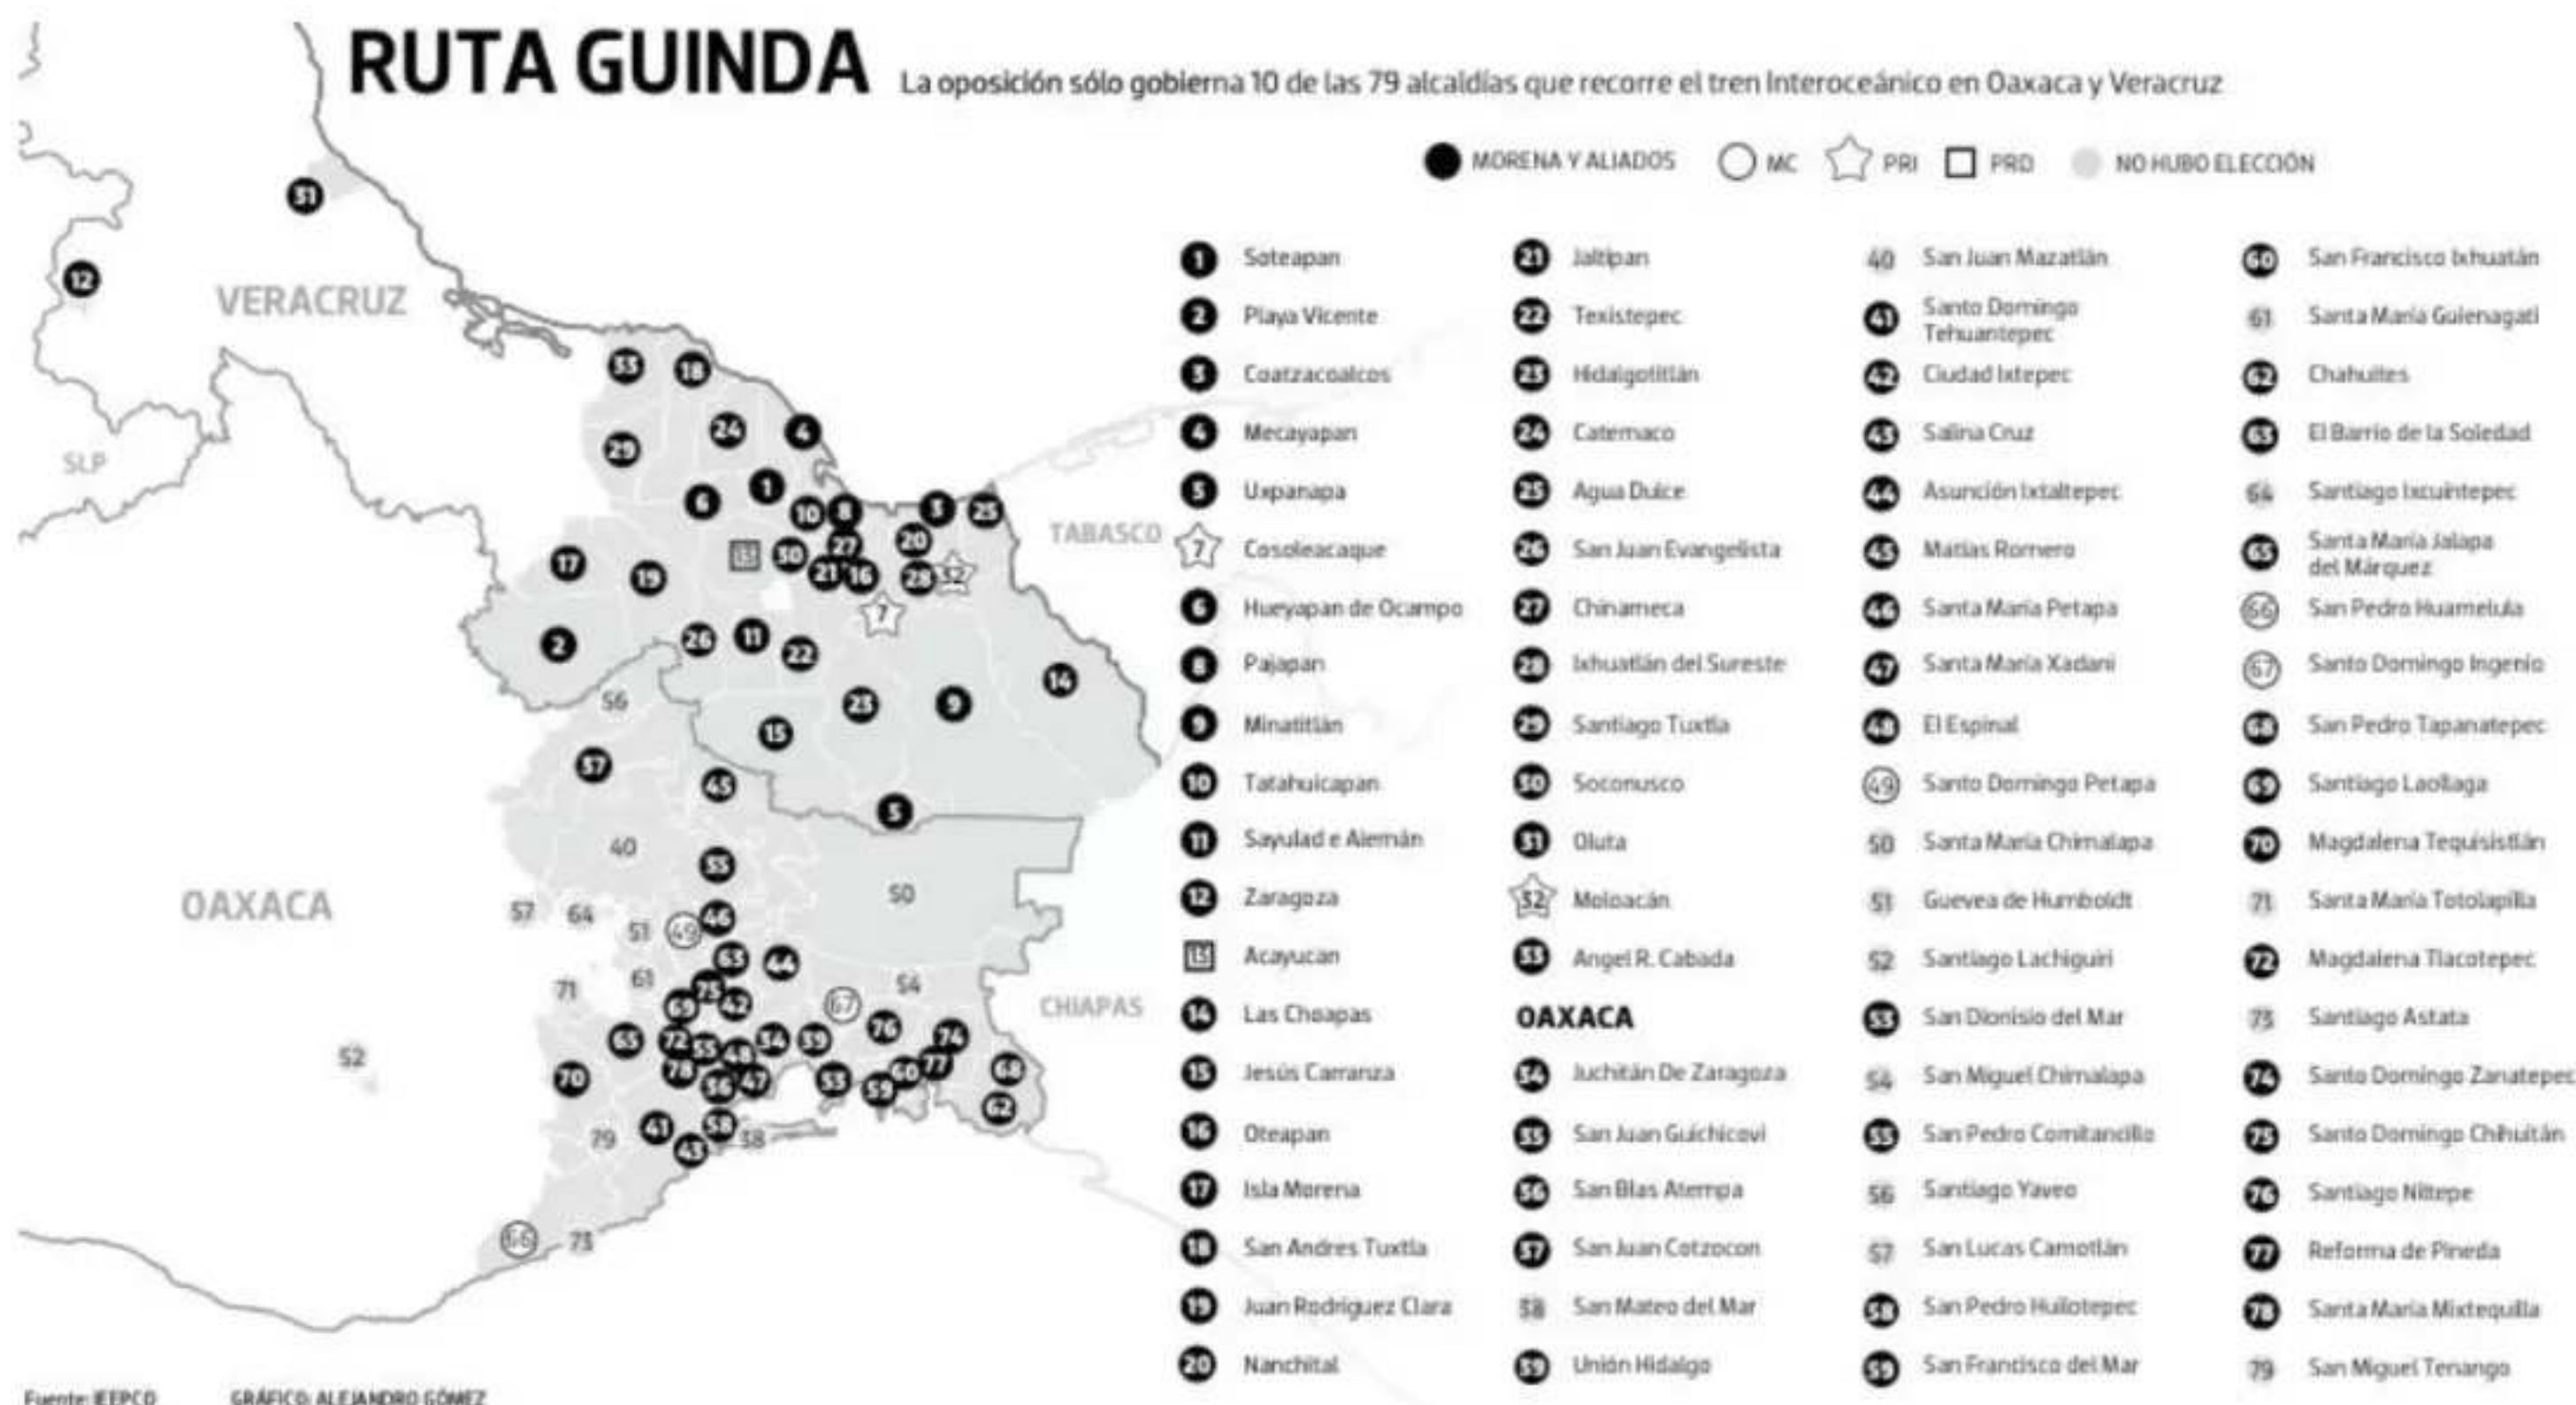 RUTA GUINDA
La oposición sólo gobierna 10 de las 79 alcaldías que recorre el tren Interoceánico en Oaxaca y Veracruz
MORENA Y ALIADOS
MC
PRI
PRD
NO HUBO ELECCIÓN
VERACRUZ
SLP
TABASCO
OAXACA
CHIAPAS
1 Soteapan
2 Playa Vicente
3 Coatzacoalcos
4 Mecayapan
5 Uxpanapa
7 Cosoleacaque
6 Hueyapan de Ocampo
8 Pajapan
9 Minatitlán
10 Tatahuicapan
11 Sayulad e Alemán
12 Zaragoza
13 Acayucan
14 Las Choapas
15 Jesús Carranza
16 Oteapan
17 Isla Morena
18 San Andres Tuxtla
19 Juan Rodríguez Clara
20 Nanchital
21 Jaltipan
22 Texistepec
23 Hidalgotitlán
24 Catemaco
25 Agua Dulce
26 San Juan Evangelista
27 Chinameca
28 Ixhuatlán del Sureste
29 Santiago Tuxtla
30 Soconusco
31 Oluta
32 Moloacán
33 Angel R. Cabada
OAXACA
34 Juchitán De Zaragoza
35 San Juan Guichicovi
36 San Blas Atempa
37 San Juan Cotzocon
38 San Mateo del Mar
39 Unión Hidalgo
40 San Juan Mazatlán
41 Santo Domingo
Tehuantepec
42 Ciudad Ixtepec
43 Salina Cruz
44 Asunción Ixtaltepec
45 Matías Romero
46 Santa María Petapa
47 Santa María Xadani
48 El Espinal
49 Santo Domingo Petapa
50 Santa María Chimalapa
51 Guevea de Humboldt
52 Santiago Lachiguiri
53 San Dionisio del Mar
54 San Miguel Chimalapa
55 San Pedro Comitancillo
56 Santiago Yaveo
57 San Lucas Camotlán
58 San Pedro Huilotepec
59 San Francisco del Mar
60 San Francisco Ixhuatán
61 Santa María Guienagati
62 Chahuites
63 El Barrio de la Soledad
64 Santiago Ixcuintepec
65 Santa María Jalapa
del Márquez
66 San Pedro Huamelula
67 Santo Domingo Ingenio
68 San Pedro Tapanatepec
69 Santiago Laollaga
70 Magdalena Tequisistlán
71 Santa María Totolapilla
72 Magdalena Tlacotepec
73 Santiago Astata
74 Santo Domingo Zanatepec
75 Santo Domingo Chihuitán
76 Santiago Niltepe
77 Reforma de Pineda
78 Santa María Mixtequilla
79 San Miguel Tenango
Fuente: IEEPCO
GRÁFICO: ALEJANDRO GÓMEZ